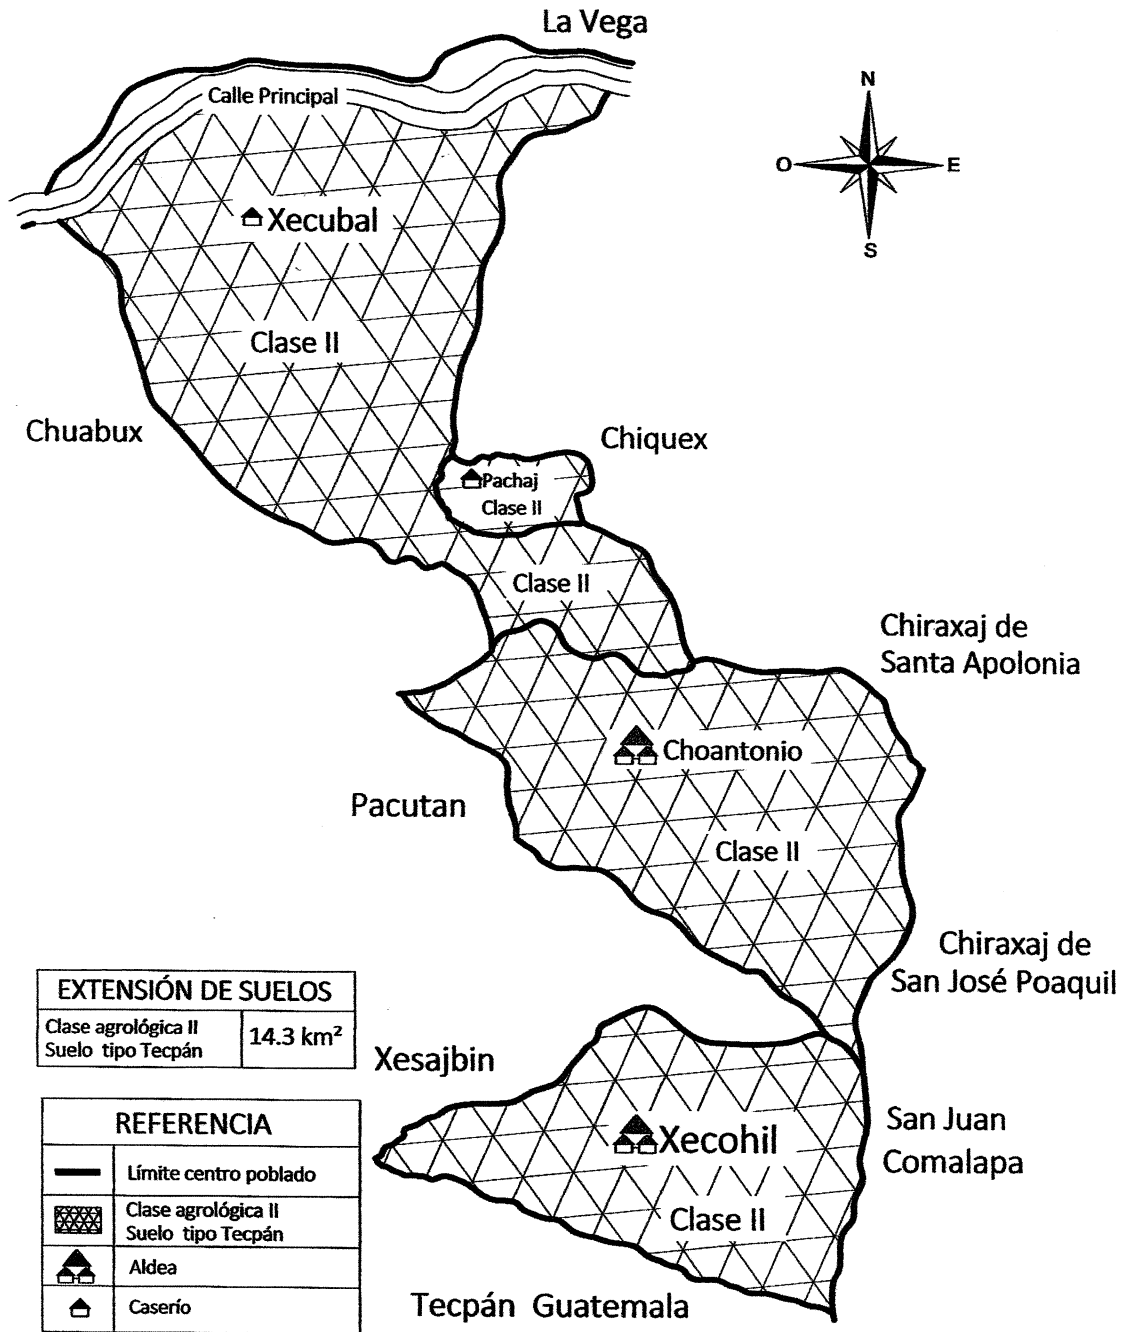 La Vega
Calle Principal
N
O
E
S
Xecubal
Clase II
Chuabux
Chiquex
Pachaj
Clase II
Clase II
Chiraxaj de
Santa Apolonia
Choantonio
Pacutan
Clase II
Chiraxaj de
San José Poaquil
EXTENSIÓN DE SUELOS
Clase agrológica II
Suelo tipo Tecpán
14.3 km²
Xesajbin
San Juan
Comalapa
Xecohil
Clase II
REFERENCIA
Límite centro poblado
Clase agrológica II
Suelo tipo Tecpán
Aldea
Caserío
Tecpán Guatemala